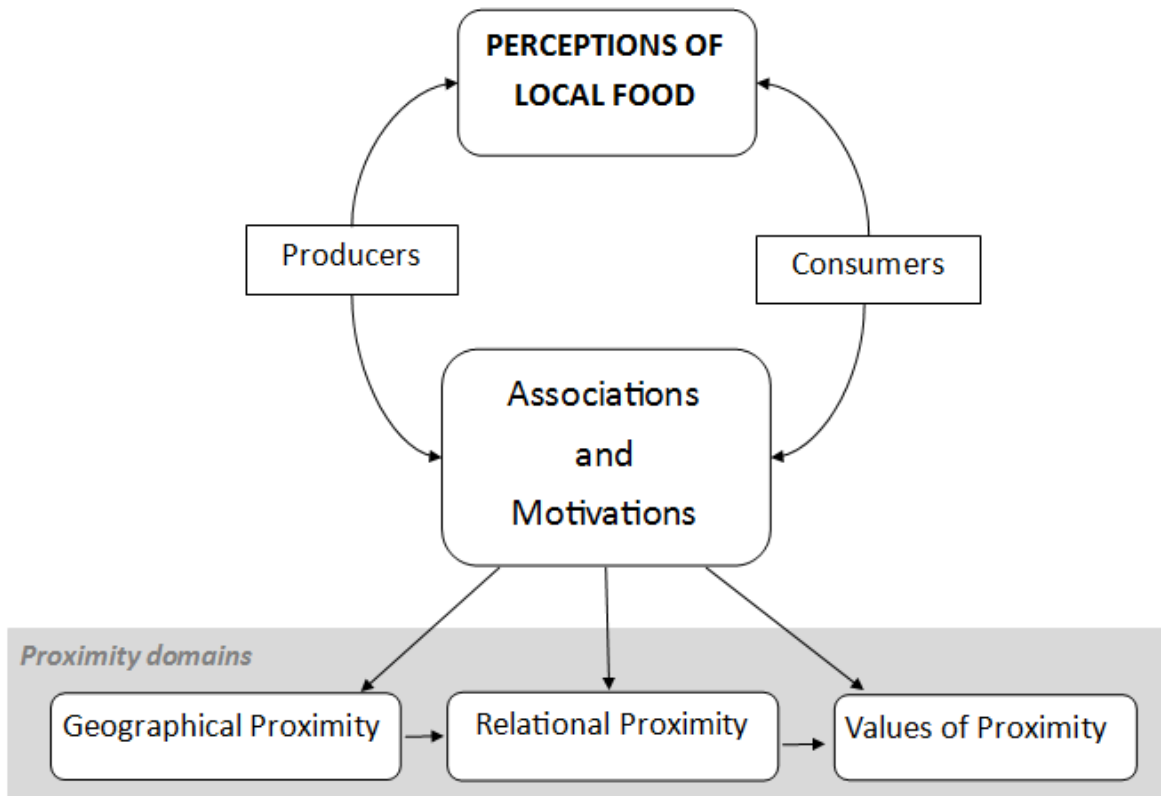 PERCEPTIONS OF
LOCAL FOOD
Producers
Consumers
Associations
and
Motivations
Proximity domains
Geographical Proximity
Relational Proximity
Values of Proximity